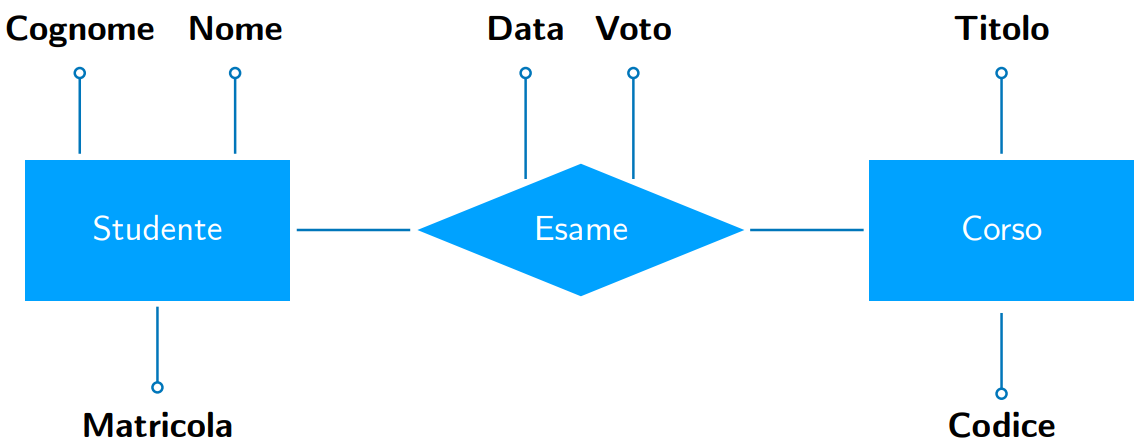 Cognome Nome Data Voto Titolo
Studente Esame Corso
Matricola Codice